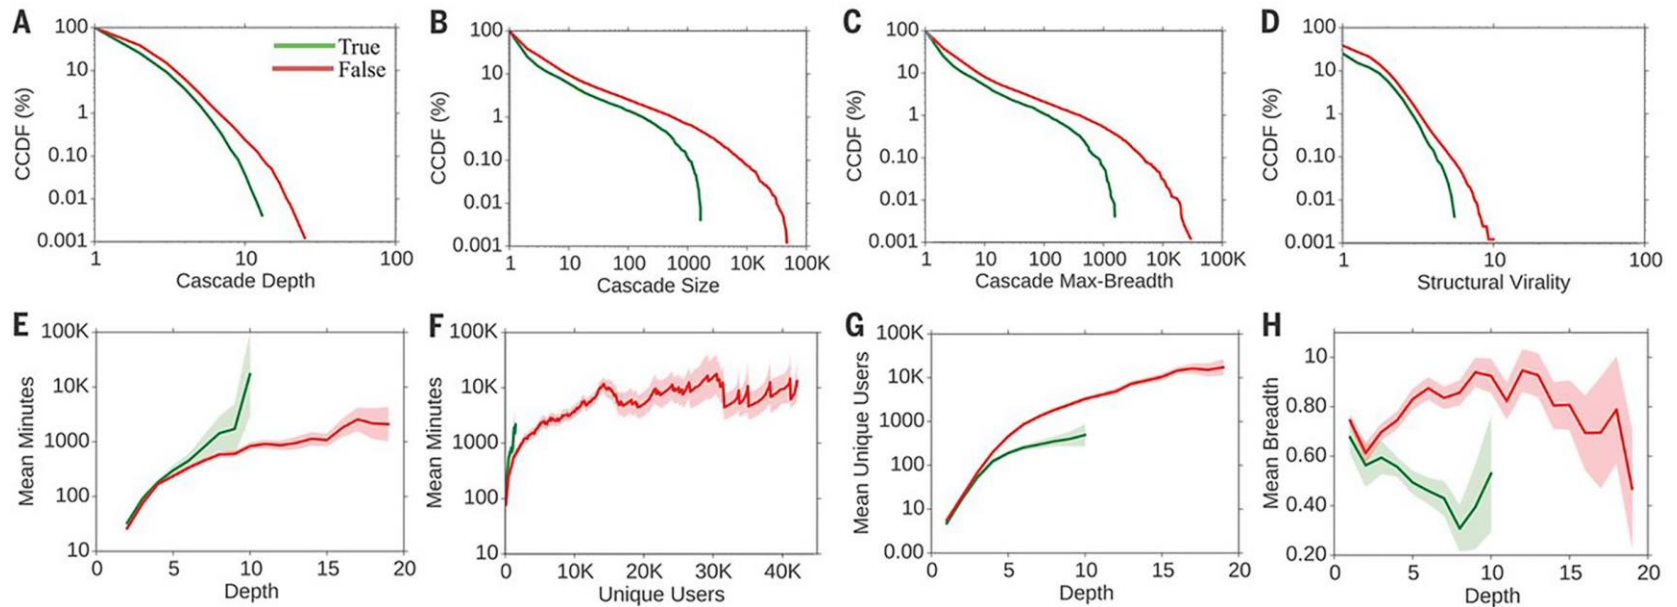 A
100
10
1
0.10
0.01
0.001
CCDF (%)
1
10
100
Cascade Depth
True
False
B
100
10
1
0.10
0.01
0.001
CCDF (%)
1
10
100
1000
10K
100K
Cascade Size
C
100
10
1
0.10
0.01
0.001
CCDF (%)
1
10
100
1000
10K
100K
Cascade Max-Breadth
D
100
10
1
0.10
0.01
0.001
CCDF (%)
1
10
100
Structural Virality
E
100K
10K
1000
100
10
Mean Minutes
0
5
10
15
20
Depth
F
100K
10K
1000
100
10
Mean Minutes
0
10K
20K
30K
40K
Unique Users
G
100K
10K
1000
100
10
0.00
Mean Unique Users
0
5
10
15
20
Depth
H
10
0.80
0.60
0.40
0.20
Mean Breadth
0
5
10
15
20
Depth